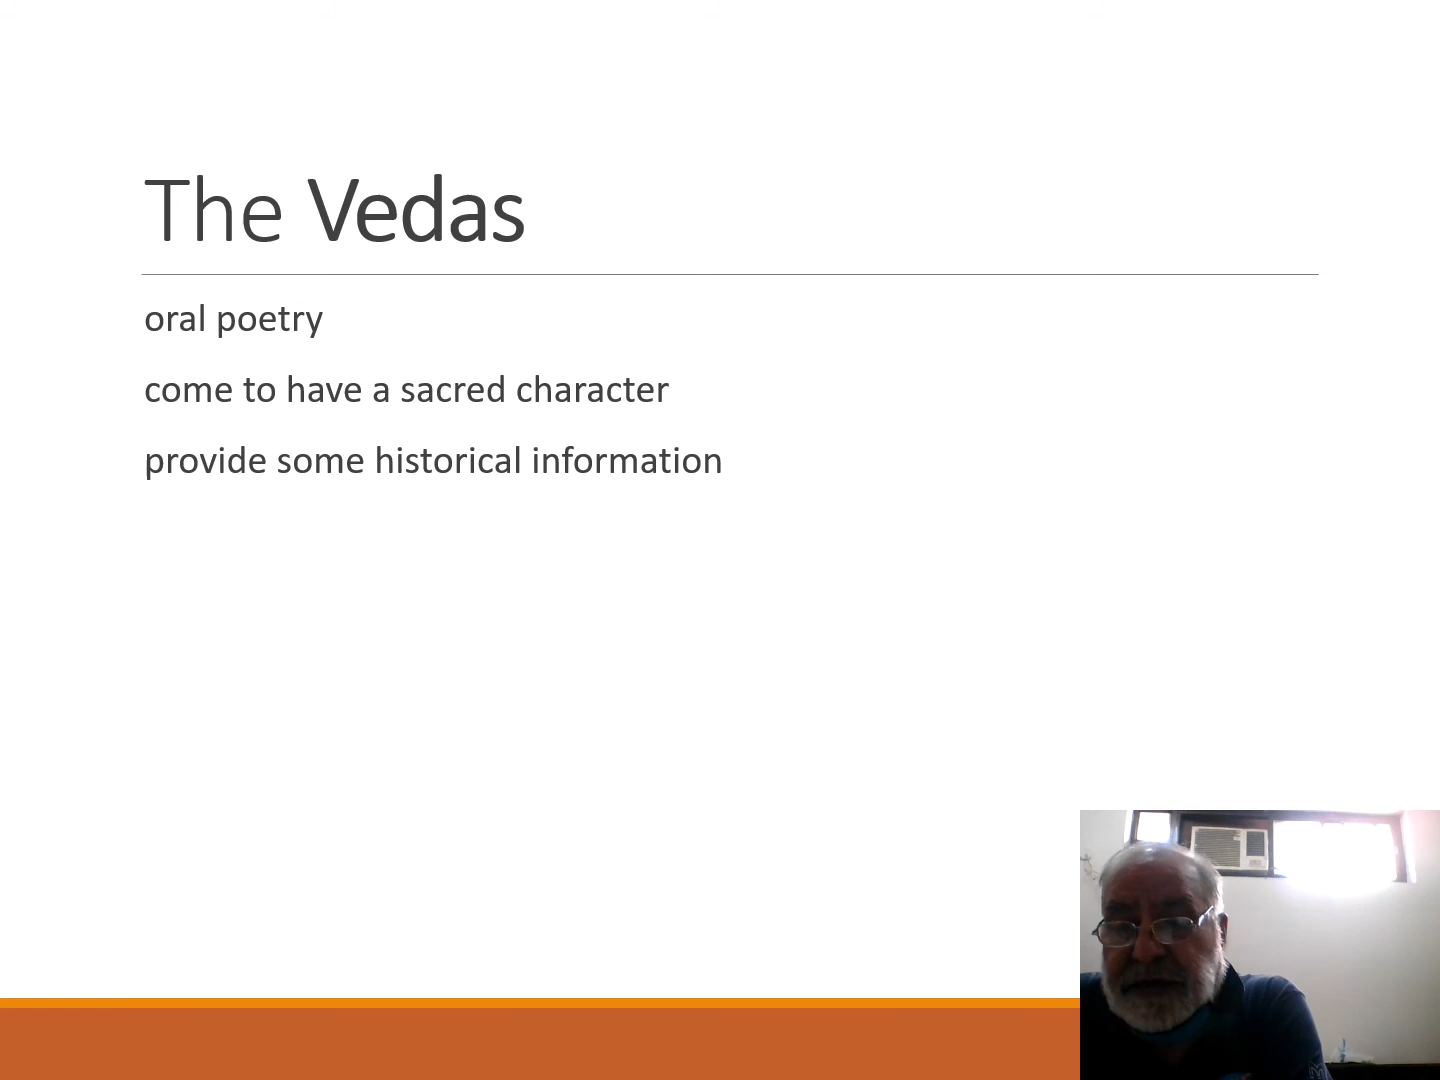 The Vedas
oral poetry
come to have a sacred character
provide some historical information